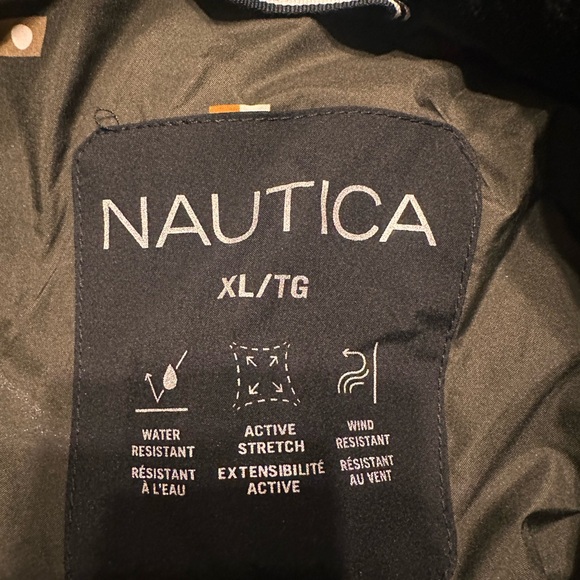 NAUTICA
XL/TG
WATER
RESISTANT
RÉSISTANT
À L'EAU
ACTIVE
STRETCH
EXTENSIBILITÉ
ACTIVE
WIND
RESISTANT
RÉSISTANT
AU VENT